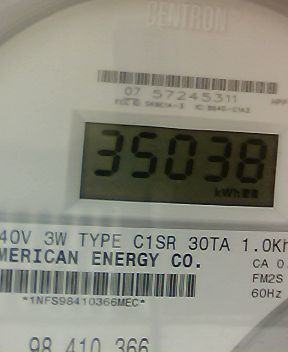 CENTRON
07 57245311
35038
kWh
40V 3W TYPE C1SR 30TA 1.0Kh
MERICAN ENERGY CO.
CA 0.
FM2S
60Hz
*1NFS98410366MEC*
98 410 366